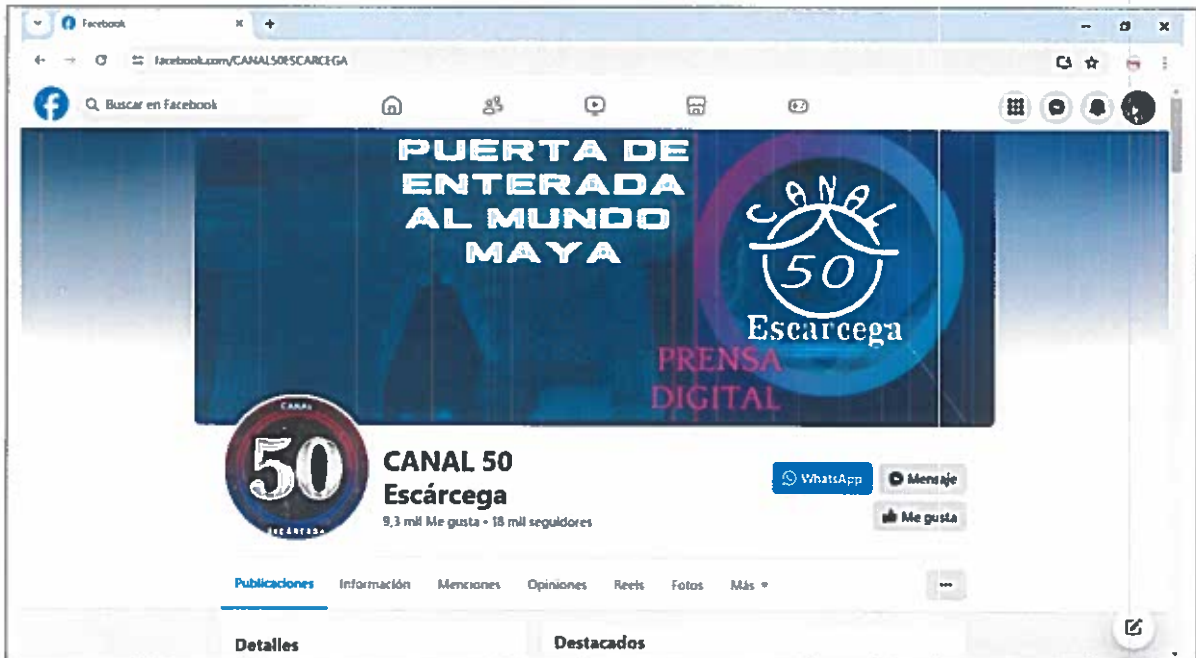 Facebook
facebook.com/CANAL50ESCARCEGA
Buscar en Facebook
PUERTA DE
ENTERADA
AL MUNDO
MAYA
CANAL
50
Escarcega
PRENSA
DIGITAL
CANAL
50
ESCÁRCEGA
CANAL 50
Escárcega
9,3 mil Me gusta • 18 mil seguidores
WhatsApp
Mensaje
Me gusta
Publicaciones Información Menciones Opiniones Reels Fotos Más
Detalles
Destacados